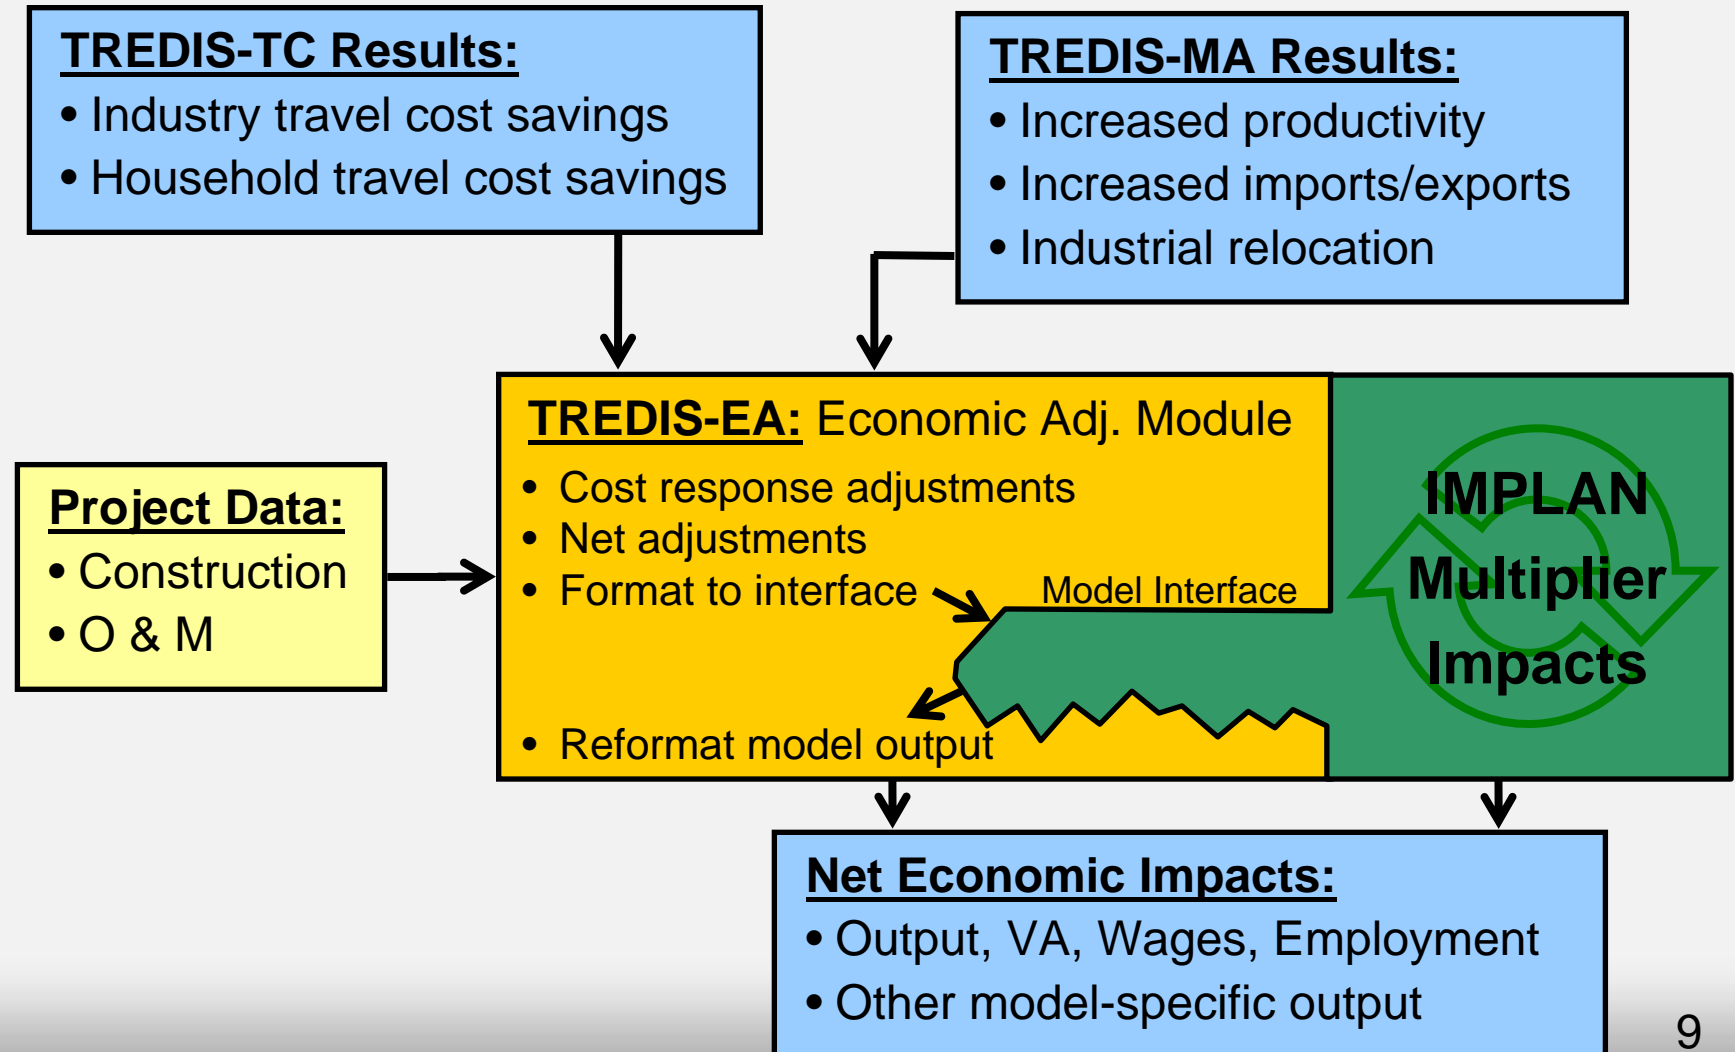 TREDIS-TC Results:
• Industry travel cost savings
• Household travel cost savings
TREDIS-MA Results:
• Increased productivity
• Increased imports/exports
• Industrial relocation
Project Data:
• Construction
• O & M
TREDIS-EA: Economic Adj. Module
• Cost response adjustments
• Net adjustments
• Format to interface
Model Interface
• Reformat model output
IMPLAN
Multiplier
Impacts
Net Economic Impacts:
• Output, VA, Wages, Employment
• Other model-specific output
9